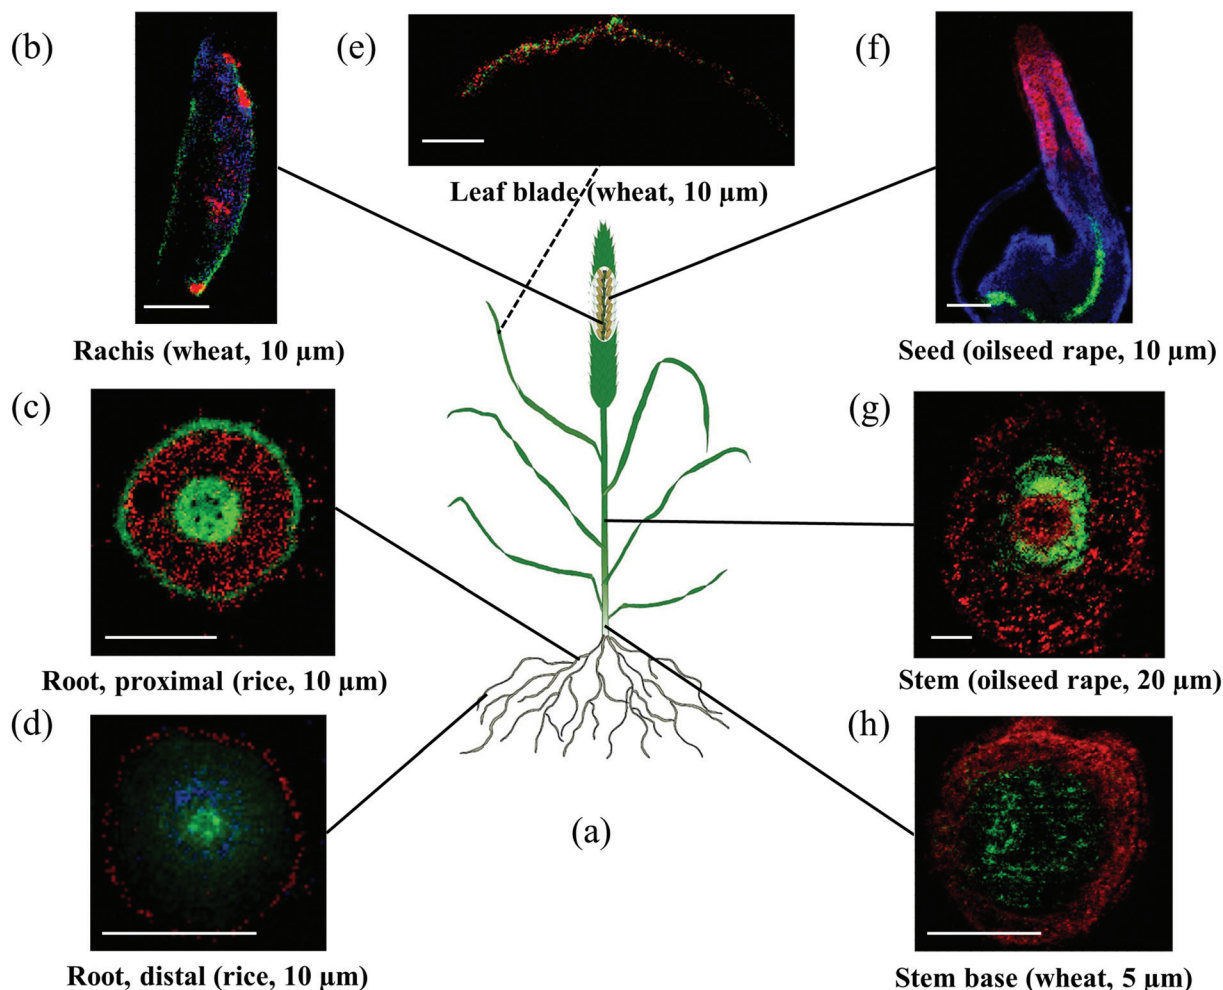 (b)
(e)
(f)
Leaf blade (wheat, 10 μm)
Rachis (wheat, 10 μm)
Seed (oilseed rape, 10 μm)
(c)
(g)
Root, proximal (rice, 10 μm)
Stem (oilseed rape, 20 μm)
(d)
(h)
(a)
Root, distal (rice, 10 μm)
Stem base (wheat, 5 μm)